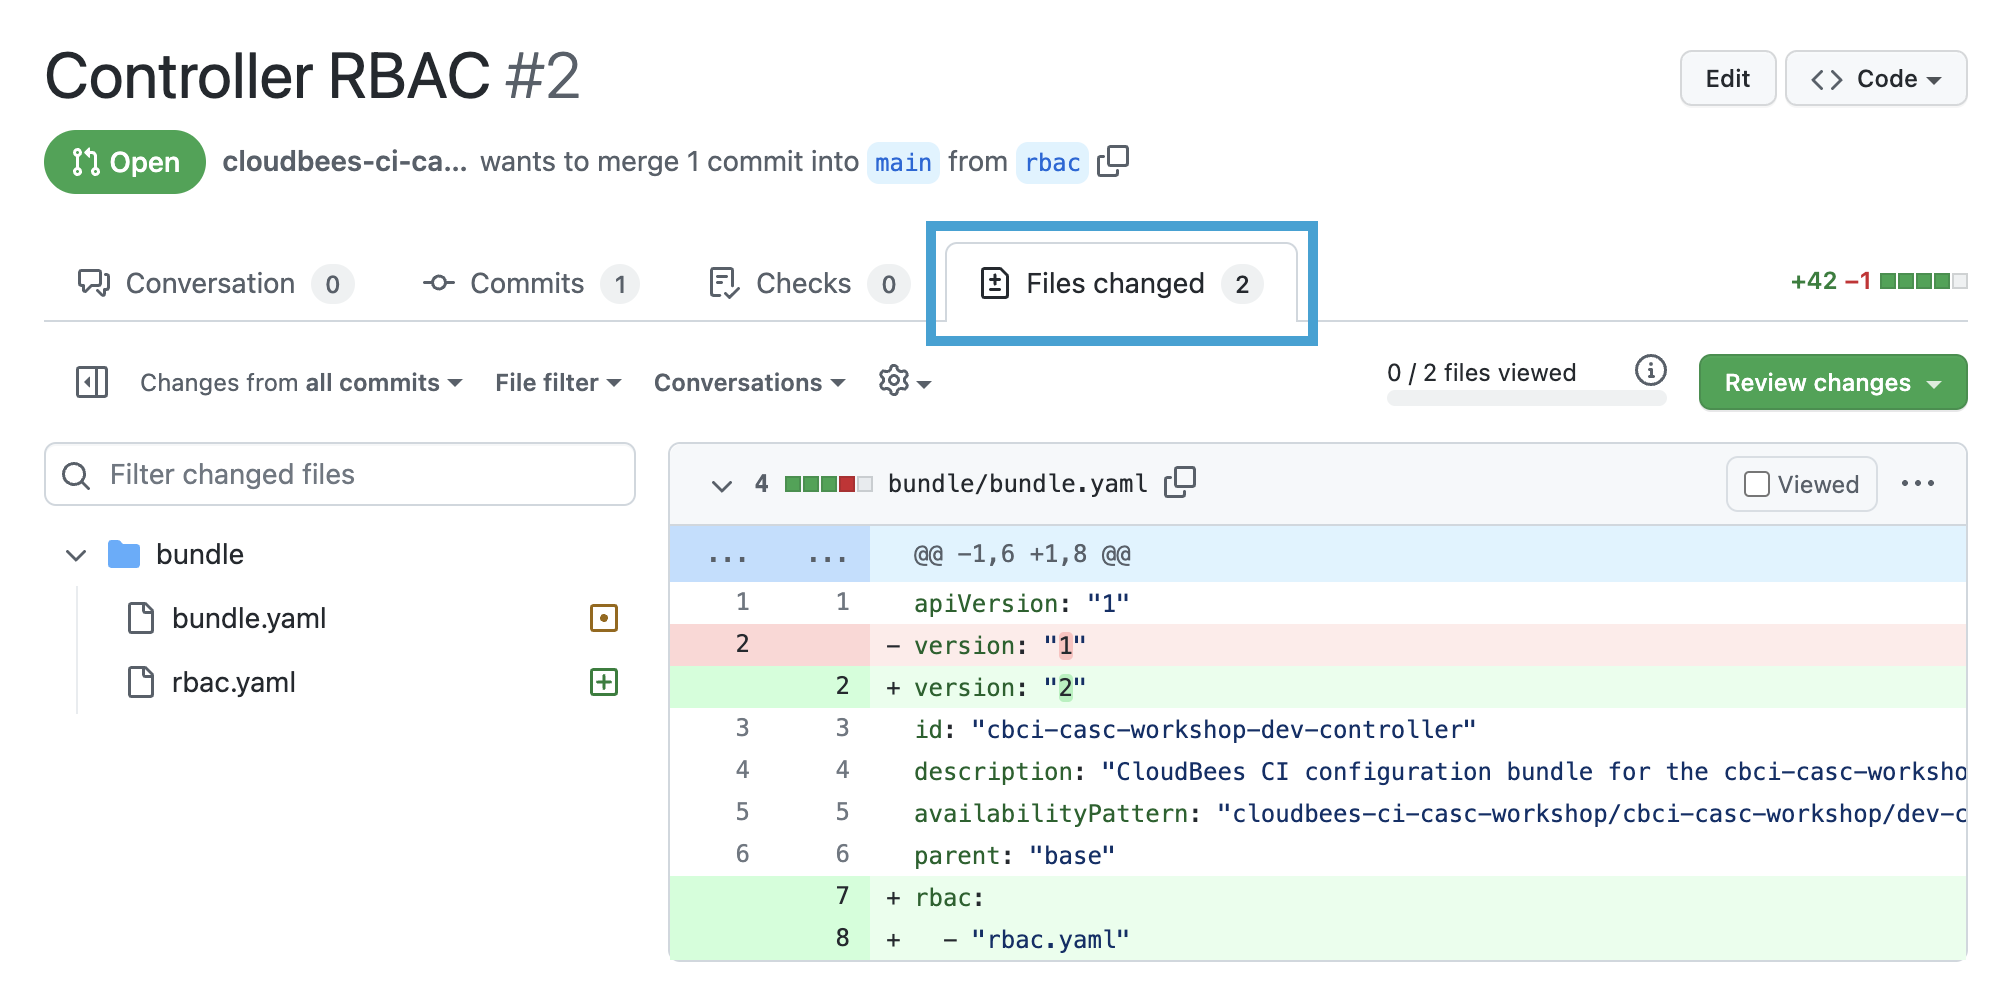 Controller RBAC #2
Edit
Code
Open
cloudbees-ci-ca... wants to merge 1 commit into main from rbac
Conversation 0
Commits 1
Checks 0
Files changed 2
+42 −1
Changes from all commits
File filter
Conversations
0 / 2 files viewed
Review changes
Filter changed files
bundle
bundle.yaml
rbac.yaml
4 bundle/bundle.yaml
Viewed
... ... @@ -1,6 +1,8 @@
1 1 apiVersion: "1"
2 - version: "1"
2 + version: "2"
3 3 id: "cbci-casc-workshop-dev-controller"
4 4 description: "CloudBees CI configuration bundle for the cbci-casc-worksho
5 5 availabilityPattern: "cloudbees-ci-casc-workshop/cbci-casc-workshop/dev-c
6 6 parent: "base"
7 + rbac:
8 + - "rbac.yaml"